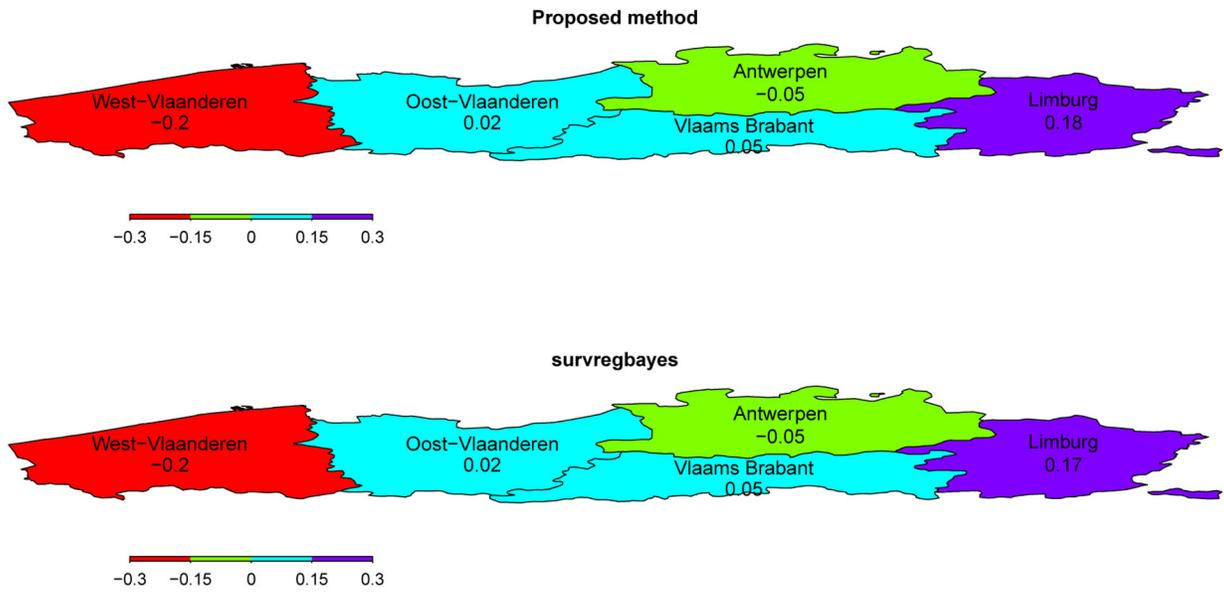 Proposed method
West−Vlaanderen
−0.2
Oost−Vlaanderen
0.02
Antwerpen
−0.05
Vlaams Brabant
0.05
Limburg
0.18
−0.3 −0.15 0 0.15 0.3
survregbayes
West−Vlaanderen
−0.2
Oost−Vlaanderen
0.02
Antwerpen
−0.05
Vlaams Brabant
0.05
Limburg
0.17
−0.3 −0.15 0 0.15 0.3